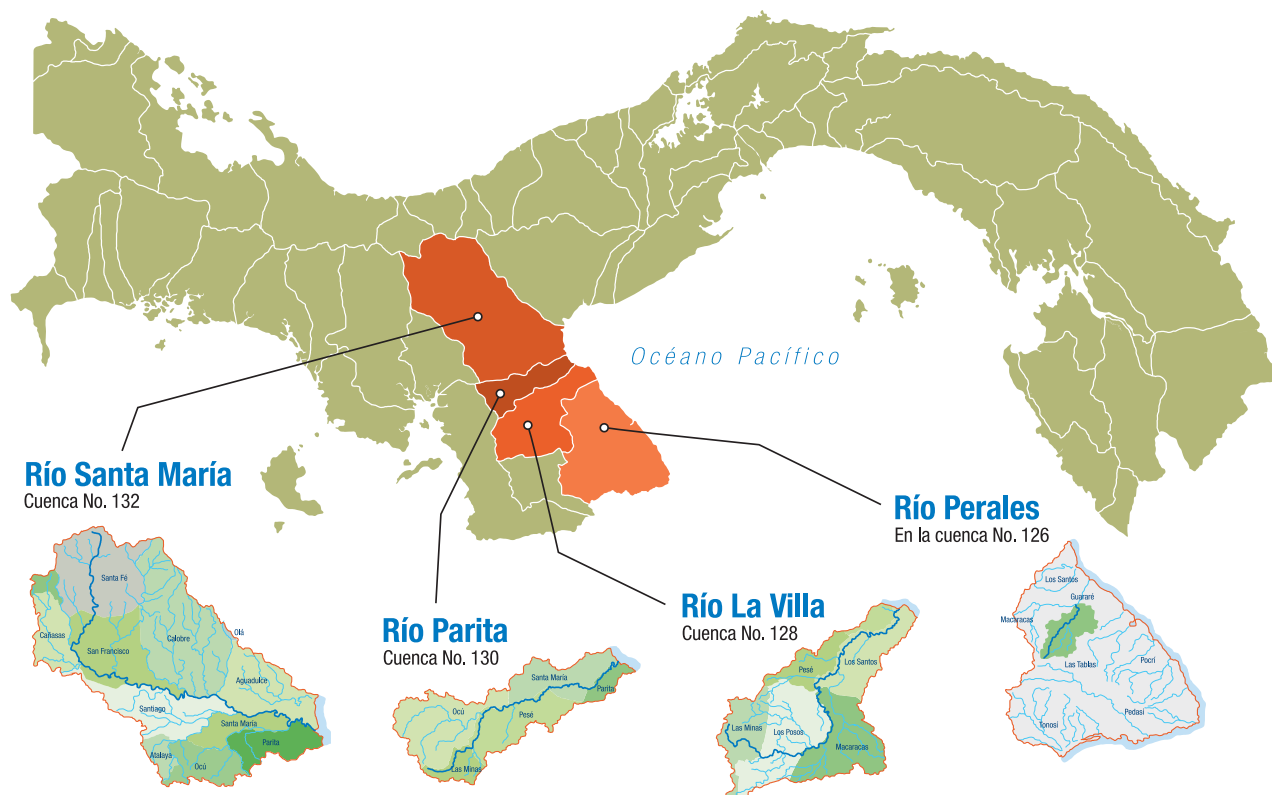 Océano Pacífico
Río Santa María
Cuenca No. 132
Santa Fé
Cañasas
San Francisco
Calobre
Olá
Aguadulce
Santiago
Santa María
Parita
Atalaya
Ocú
Río Parita
Cuenca No. 130
Santa María
Parita
Ocú
Pesé
Las Minas
Río La Villa
Cuenca No. 128
Pesé
Los Santos
Las Minas
Los Posos
Macaracas
Río Perales
En la cuenca No. 126
Los Santos
Guararé
Macaracas
Las Tablas
Pocrí
Pedasí
Tonosí